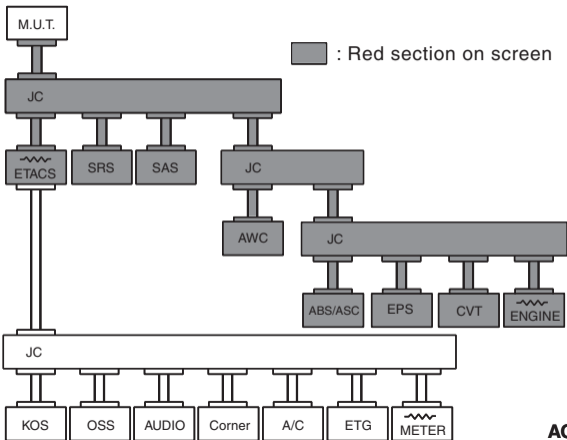 M.U.T.
: Red section on screen
JC
ETACS
SRS
SAS
JC
AWC
JC
ABS/ASC
EPS
CVT
ENGINE
JC
KOS
OSS
AUDIO
Corner
A/C
ETG
METER